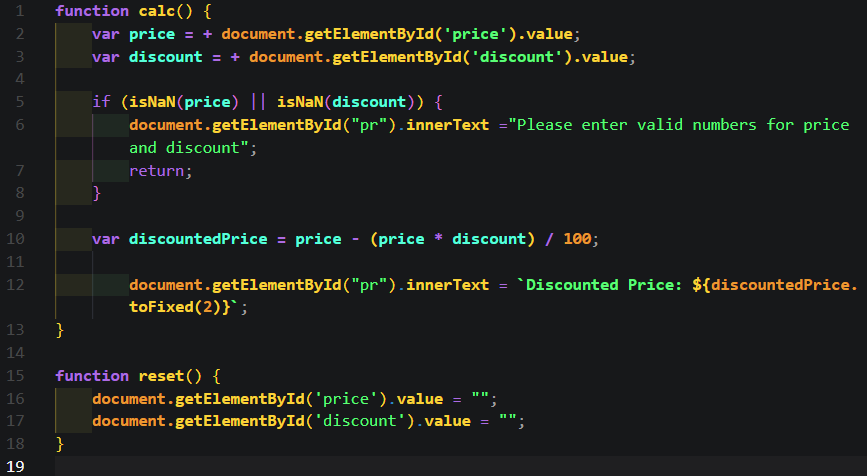 1 function calc() {
2 var price = + document.getElementById('price').value;
3 var discount = + document.getElementById('discount').value;
4
5 if (isNaN(price) || isNaN(discount)) {
6 document.getElementById("pr").innerText ="Please enter valid numbers for price
and discount";
7 return;
8 }
9
10 var discountedPrice = price - (price * discount) / 100;
11
12 document.getElementById("pr").innerText = `Discounted Price: ${discountedPrice.
toFixed(2)}`;
13 }
14
15 function reset() {
16 document.getElementById('price').value = "";
17 document.getElementById('discount').value = "";
18 }
19